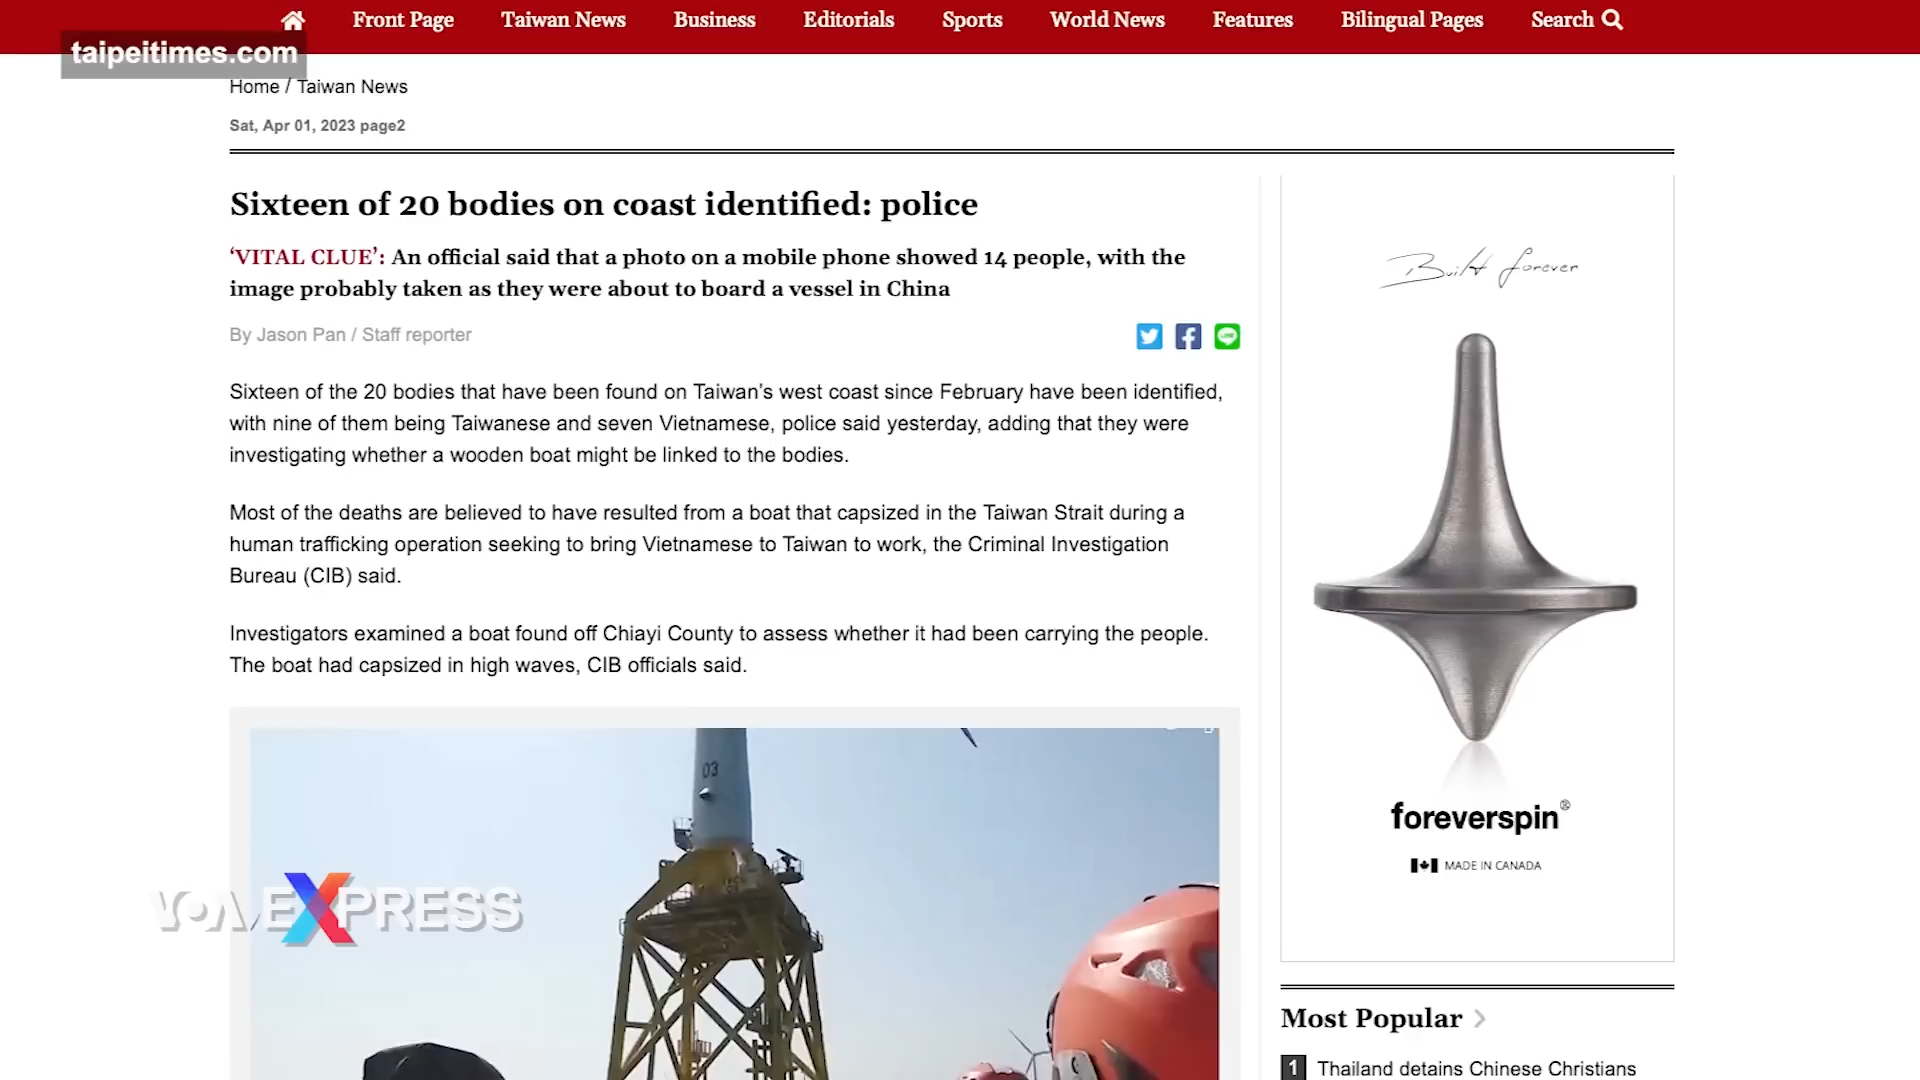 Front Page Taiwan News Business Editorials Sports World News Features Bilingual Pages Search
taipeitimes.com
Home / Taiwan News
Sat, Apr 01, 2023 page2
Sixteen of 20 bodies on coast identified: police
‘VITAL CLUE’: An official said that a photo on a mobile phone showed 14 people, with the
image probably taken as they were about to board a vessel in China
By Jason Pan / Staff reporter
Sixteen of the 20 bodies that have been found on Taiwan’s west coast since February have been identified,
with nine of them being Taiwanese and seven Vietnamese, police said yesterday, adding that they were
investigating whether a wooden boat might be linked to the bodies.
Most of the deaths are believed to have resulted from a boat that capsized in the Taiwan Strait during a
human trafficking operation seeking to bring Vietnamese to Taiwan to work, the Criminal Investigation
Bureau (CIB) said.
Investigators examined a boat found off Chiayi County to assess whether it had been carrying the people.
The boat had capsized in high waves, CIB officials said.
03
VOA EXPRESS
Built forever
foreverspin®
MADE IN CANADA
Most Popular
1 Thailand detains Chinese Christians